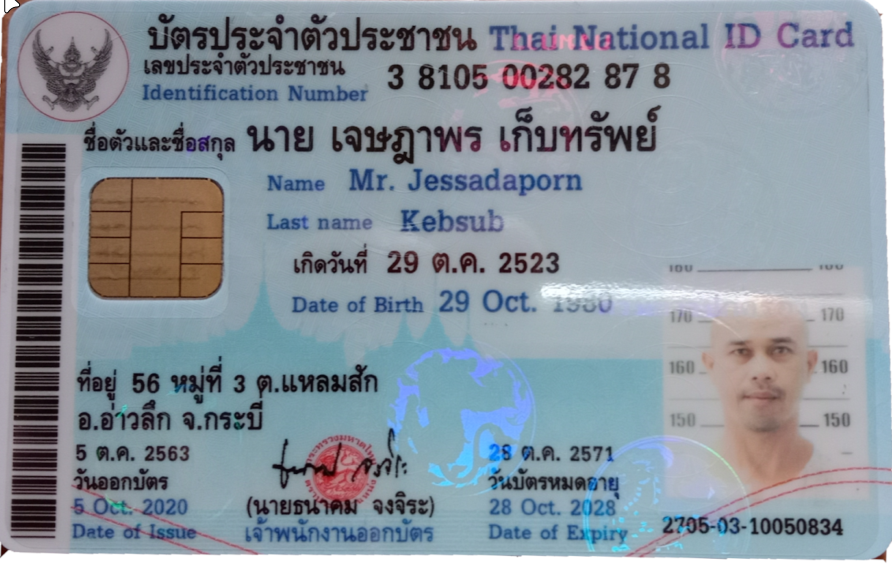 บัตรประจำตัวประชาชน Thai National ID Card
เลขประจำตัวประชาชน 3 8105 00282 87 8
Identification Number
ชื่อตัวและชื่อสกุล นาย เจษฎาพร เก็บทรัพย์
Name Mr. Jessadaporn
Last name Kebsub
เกิดวันที่ 29 ต.ค. 2523
Date of Birth 29 Oct. 1980
180 180
170 170
160 160
150 150
ที่อยู่ 56 หมู่ที่ 3 ต.แหลมสัก
อ.อ่าวลึก จ.กระบี่
5 ต.ค. 2563
วันออกบัตร
5 Oct. 2020
Date of Issue
(นายธนาคม จงจิระ)
เจ้าพนักงานออกบัตร
28 ต.ค. 2571
วันบัตรหมดอายุ
28 Oct. 2028
Date of Expiry
2705-03-10050834